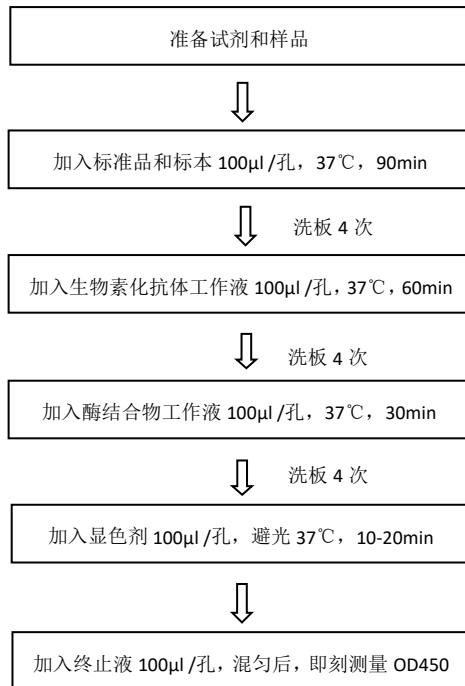 准备试剂和样品
加入标准品和标本 100μl /孔，37℃，90min
洗板 4 次
加入生物素化抗体工作液 100μl /孔，37℃，60min
洗板 4 次
加入酶结合物工作液 100μl /孔，37℃，30min
洗板 4 次
加入显色剂 100μl /孔，避光 37℃，10-20min
加入终止液 100μl /孔，混匀后，即刻测量 OD450